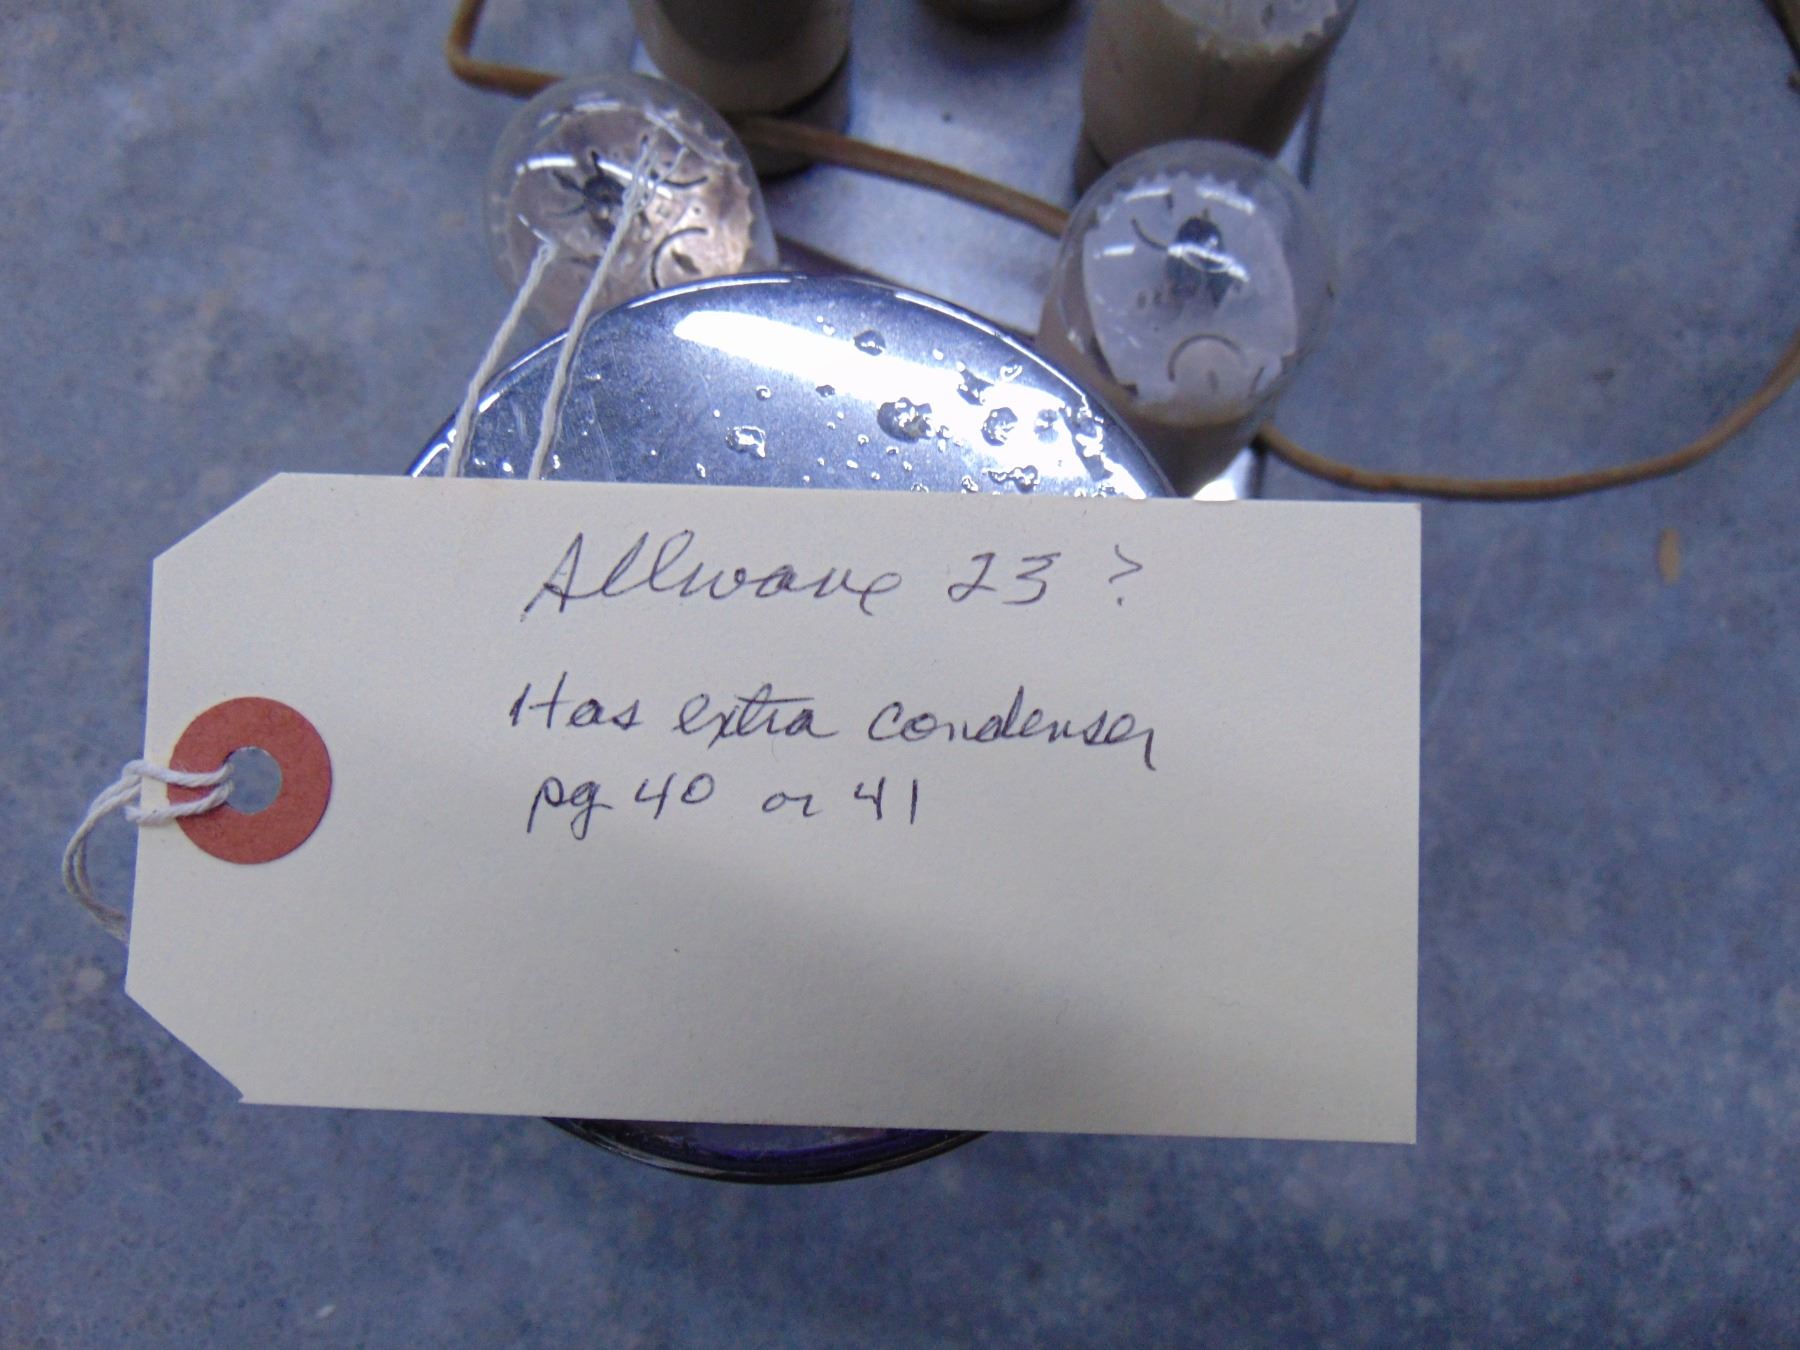 Allwave 23 ?
Has extra condenser
pg 40 or 41